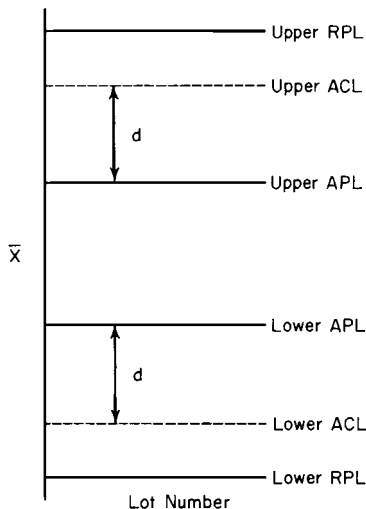 Upper RPL
Upper ACL
d
Upper APL
X̄
Lower APL
d
Lower ACL
Lower RPL
Lot Number